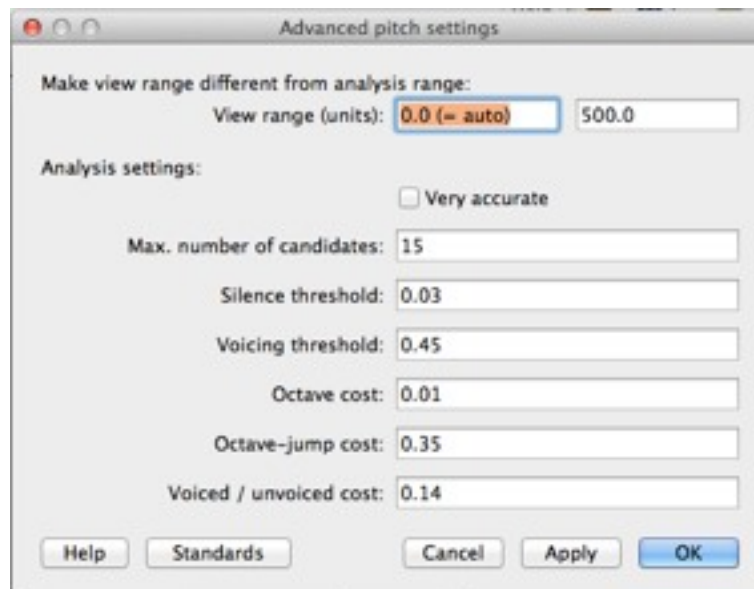 Advanced pitch settings
Make view range different from analysis range:
View range (units): 0.0 (= auto) 500.0
Analysis settings:
Very accurate
Max. number of candidates: 15
Silence threshold: 0.03
Voicing threshold: 0.45
Octave cost: 0.01
Octave-jump cost: 0.35
Voiced / unvoiced cost: 0.14
Help Standards Cancel Apply OK